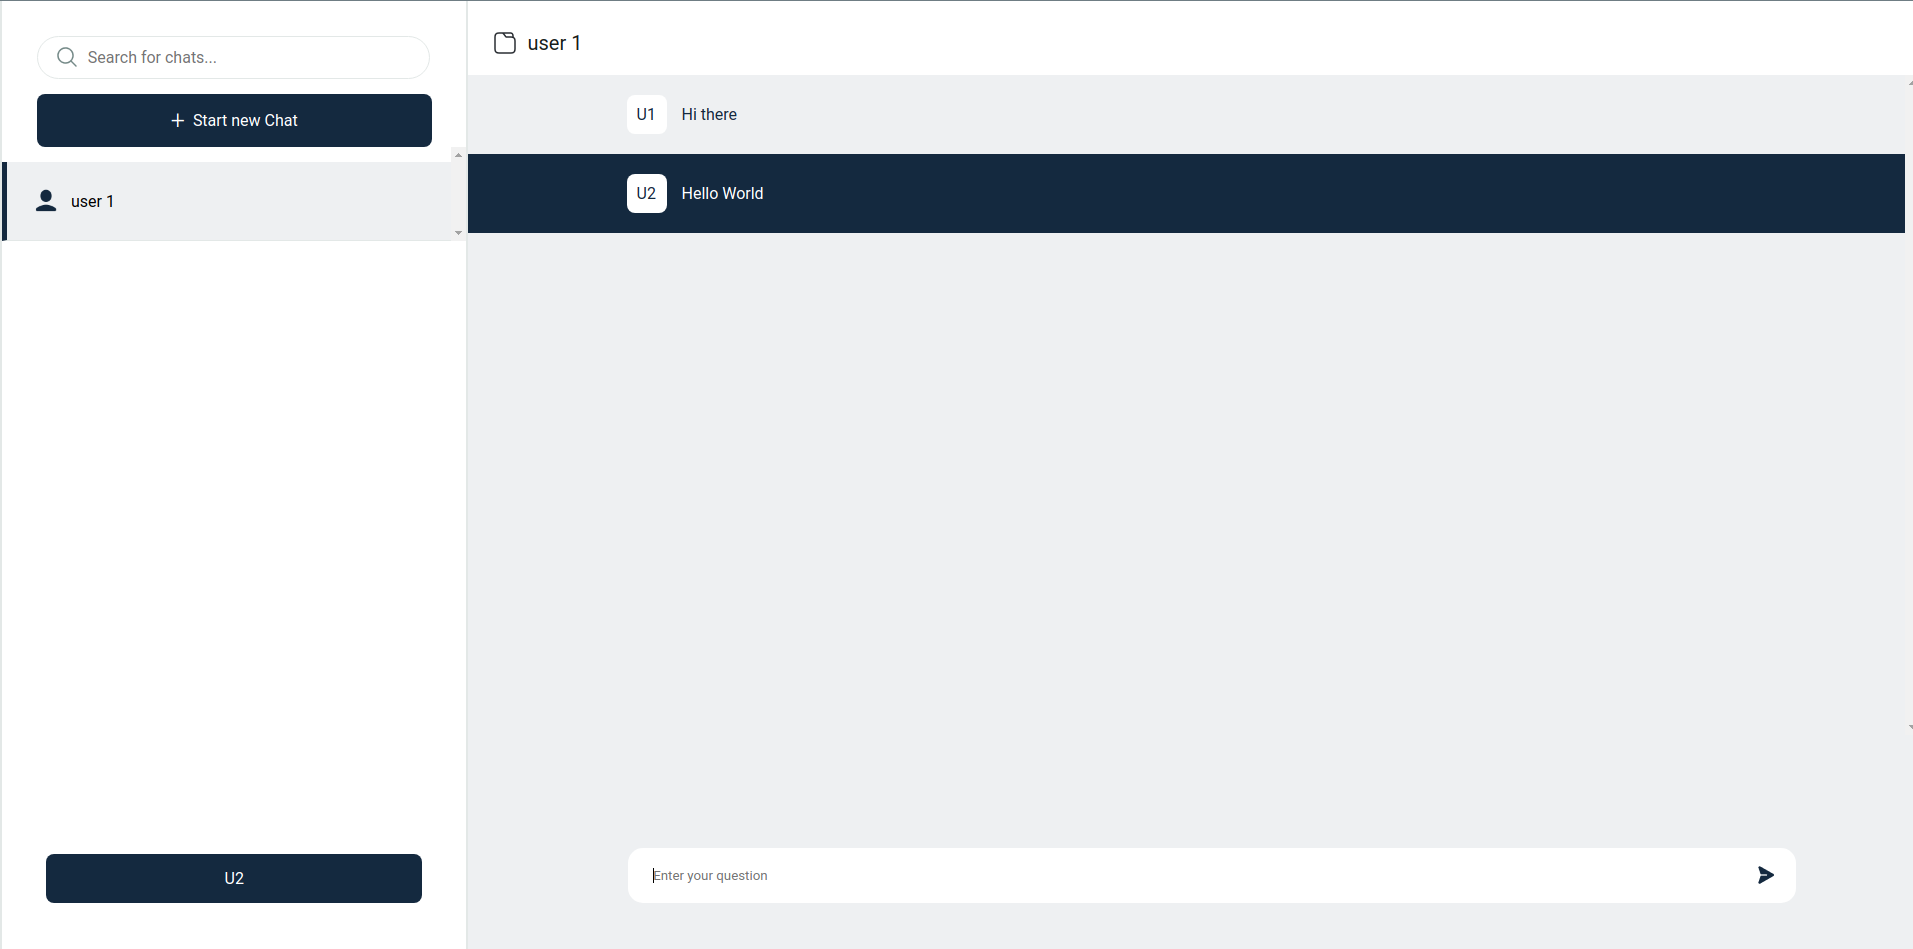 Search for chats...
+ Start new Chat
user 1
U2
user 1
U1 Hi there
U2 Hello World
Enter your question